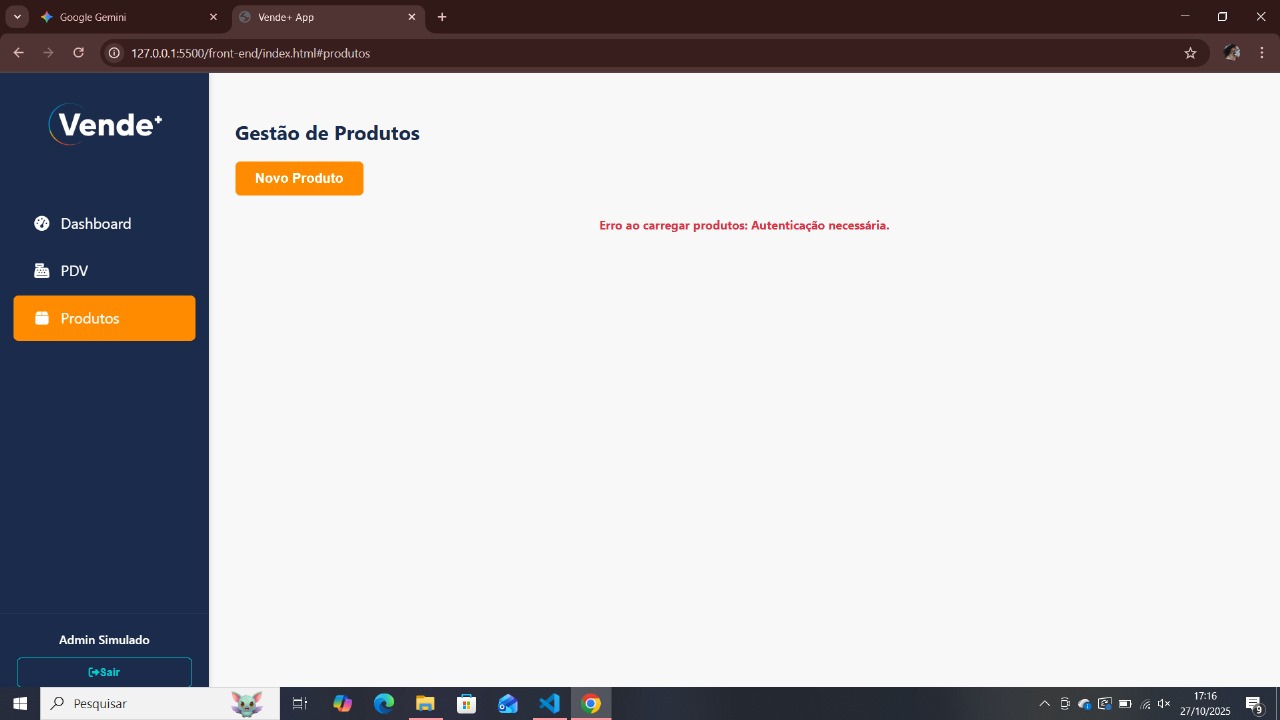 Google Gemini
Vende+ App
127.0.0.1:5500/front-end/index.html#produtos
Vende+
Gestão de Produtos
Novo Produto
Erro ao carregar produtos: Autenticação necessária.
Dashboard
PDV
Produtos
Admin Simulado
Sair
Pesquisar
17:16
27/10/2025
9